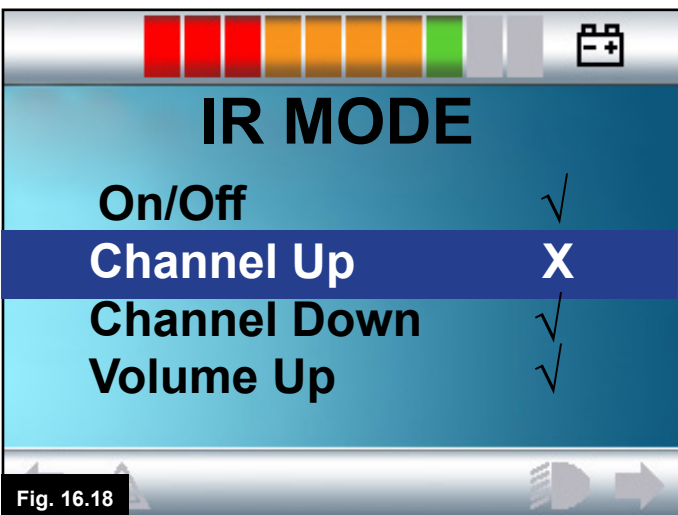 IR MODE
On/Off √
Channel Up X
Channel Down √
Volume Up √
Fig. 16.18